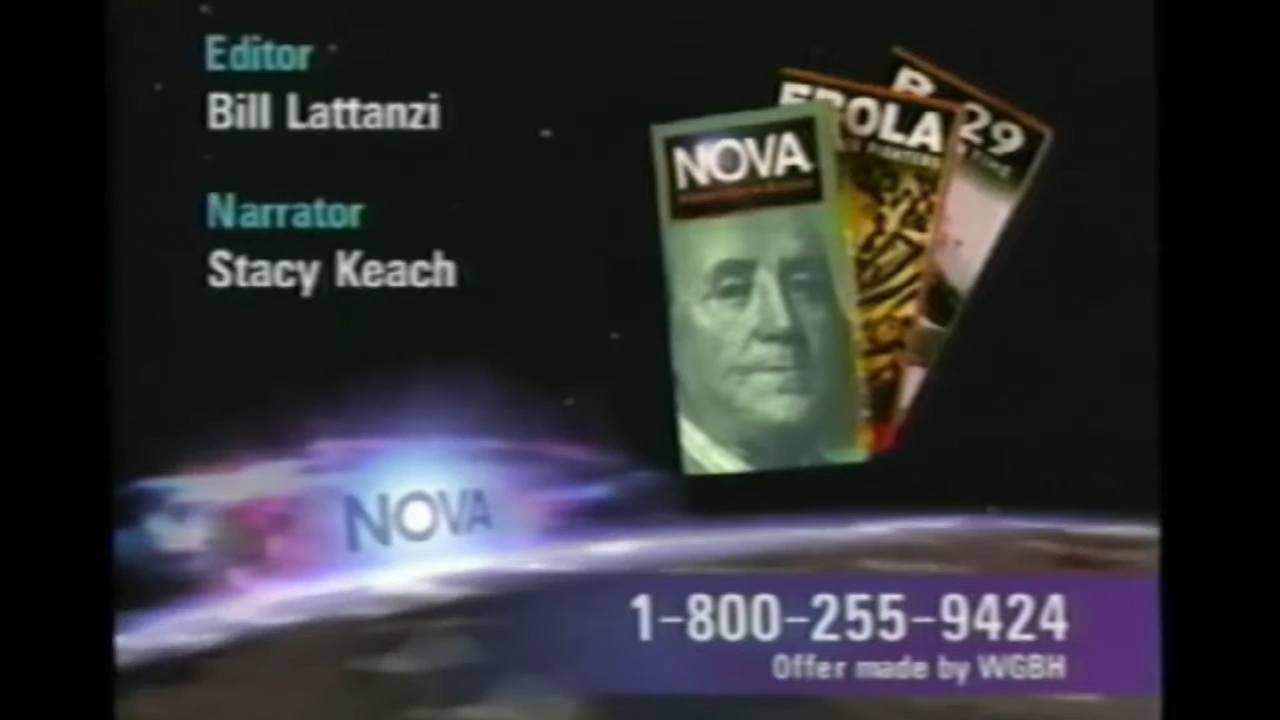 Editor
Bill Lattanzi
Narrator
Stacy Keach
NOVA
EBOLA
B-29
NOVA
1-800-255-9424
Offer made by WGBH